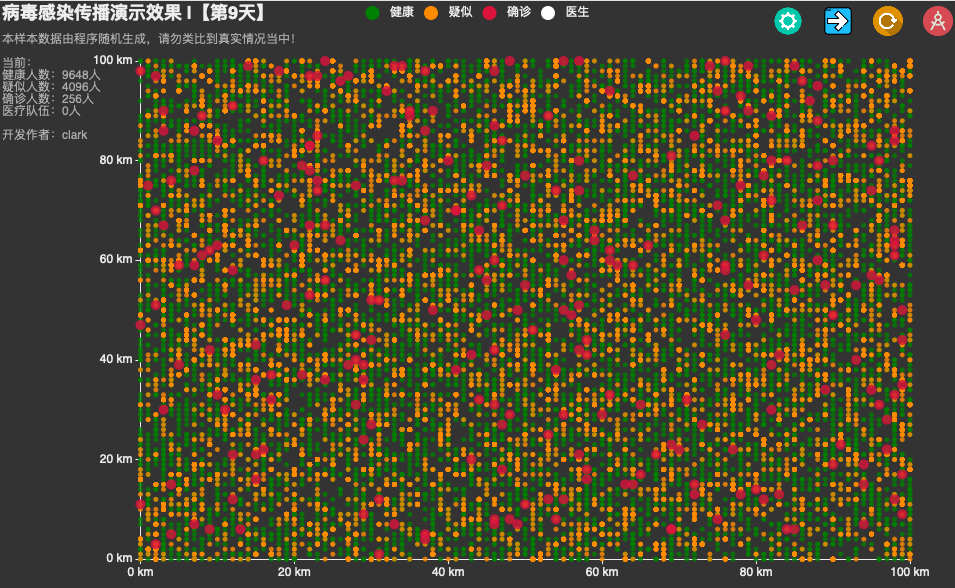 病毒感染传播演示效果 I【第9天】
健康 疑似 确诊 医生
本样本数据由程序随机生成，请勿类比到真实情况当中!
当前:
健康人数：9648人
疑似人数：4096人
确诊人数：256人
医疗队伍：0人
开发作者：clark
100 km
80 km
60 km
40 km
20 km
0 km
0 km 20 km 40 km 60 km 80 km 100 km